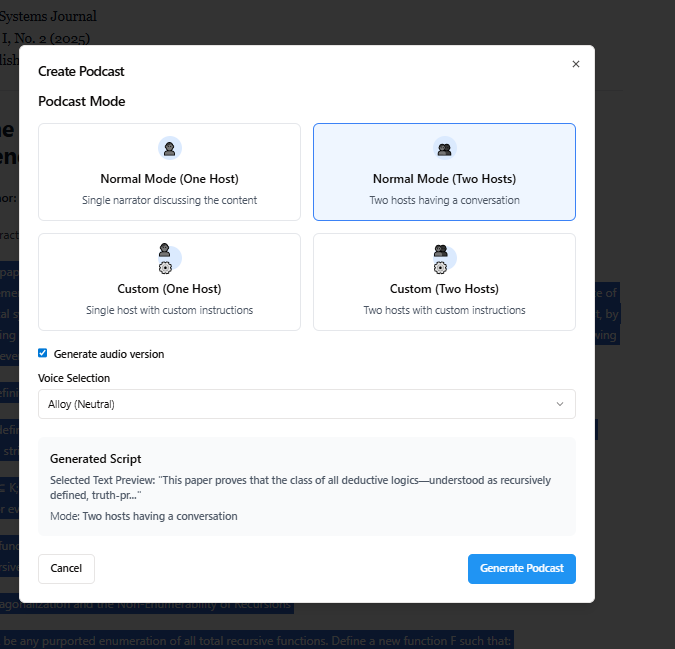 Systems Journal
I, No. 2 (2025)
Create Podcast
×
Podcast Mode
Normal Mode (One Host)
Single narrator discussing the content
Normal Mode (Two Hosts)
Two hosts having a conversation
Custom (One Host)
Single host with custom instructions
Custom (Two Hosts)
Two hosts with custom instructions
Generate audio version
Voice Selection
Alloy (Neutral)
Generated Script
Selected Text Preview: "This paper proves that the class of all deductive logics—understood as recursively
defined, truth-pr..."
Mode: Two hosts having a conversation
Cancel
Generate Podcast
agonalization and the Non-Enumerability of Recursions
be any purported enumeration of all total recursive functions. Define a new function F such that: